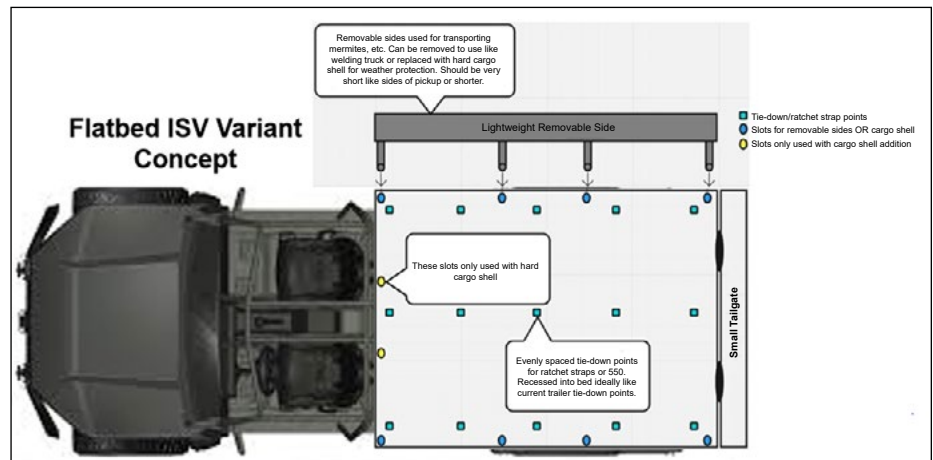 Removable sides used for transporting
mermites, etc. Can be removed to use like
welding truck or replaced with hard cargo
shell for weather protection. Should be very
short like sides of pickup or shorter.
Flatbed ISV Variant
Concept
Lightweight Removable Side
Tie-down/ratchet strap points
Slots for removable sides OR cargo shell
Slots only used with cargo shell addition
These slots only used with hard
cargo shell
Evenly spaced tie-down points
for ratchet straps or 550.
Recessed into bed ideally like
current trailer tie-down points.
Small Tailgate